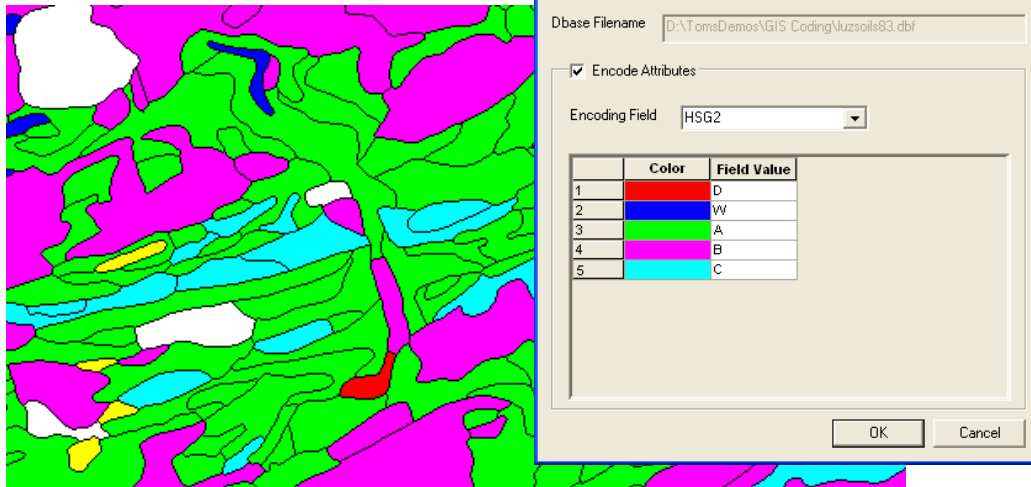 Dbase Filename D:\TomsDemos\GIS Coding\luzsoils83.dbf
Encode Attributes
Encoding Field HSG2
Color Field Value
1 D
2 W
3 A
4 B
5 C
OK Cancel